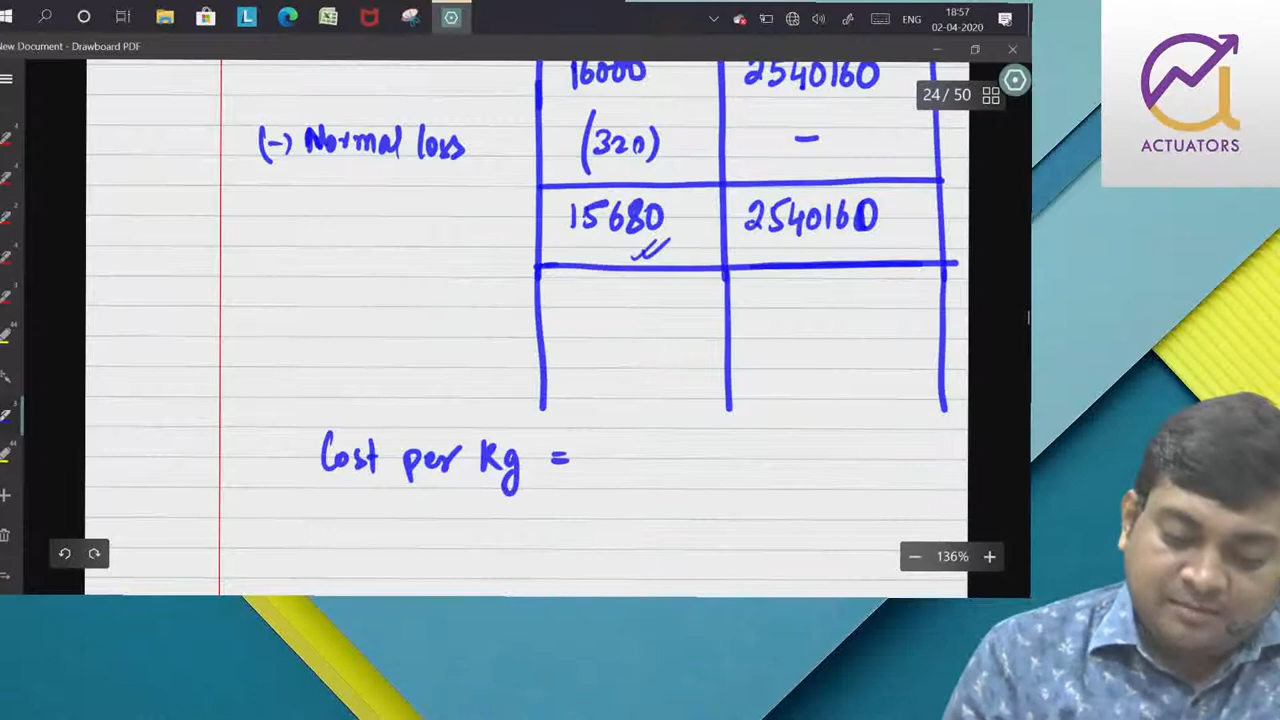 18:57
ENG
02-04-2020
New Document - Drawboard PDF
16000 2540160
24 / 50
(-) Normal loss (320) -
15680 2540160
Cost per Kg =
136%
ACTUATORS